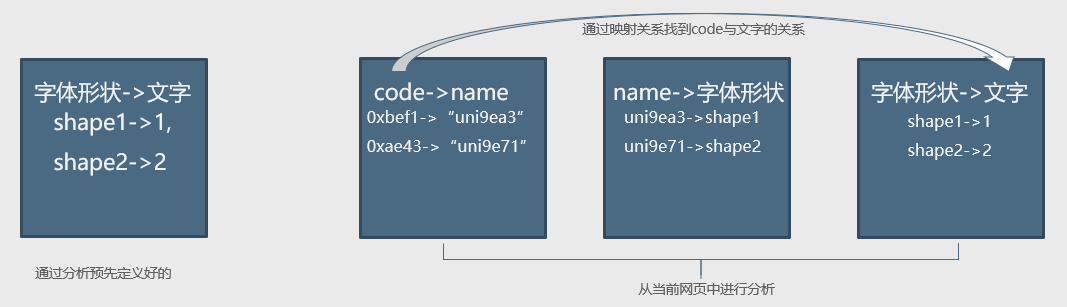 通过映射关系找到code与文字的关系
字体形状->文字
shape1->1,
shape2->2
code->name
0xbef1->“uni9ea3”
0xae43->“uni9e71”
name->字体形状
uni9ea3->shape1
uni9e71->shape2
字体形状->文字
shape1->1
shape2->2
通过分析预先定义好的
从当前网页中进行分析